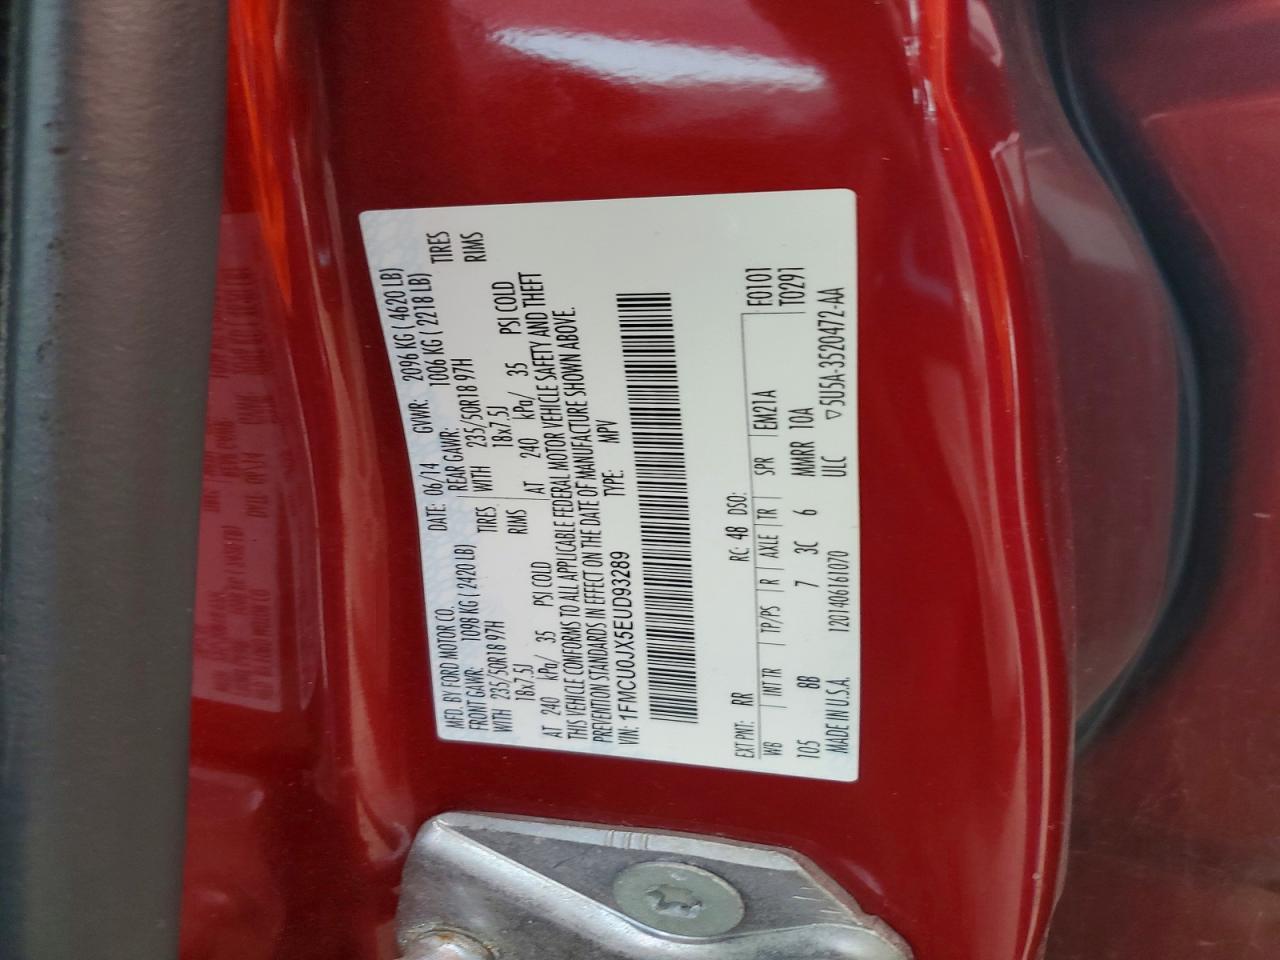 MFD. BY FORD MOTOR CO. DATE: 06/14 GVWR: 2096 KG ( 4620 LB)
FRONT GAWR: 1098 KG ( 2420 LB) REAR GAWR: 1006 KG ( 2218 LB)
WITH 235/50R18 97H TIRES WITH 235/50R18 97H TIRES
18x7.5J RIMS 18x7.5J RIMS
AT 240 kPa/ 35 PSI COLD AT 240 kPa/ 35 PSI COLD
THIS VEHICLE CONFORMS TO ALL APPLICABLE FEDERAL MOTOR VEHICLE SAFETY AND THEFT
PREVENTION STANDARDS IN EFFECT ON THE DATE OF MANUFACTURE SHOWN ABOVE.
VIN: 1FMCU0JX5EUD93289 TYPE: MPV
EXT PNT: RR RC: 48 DSO: F0101
WB INT TR TP/PS R AXLE TR SPR EM21A T0291
105 8B 7 3C 6 MMRR 10A
MADE IN U.S.A. 1201406161070 ULC ▽5U5A-3520472-AA